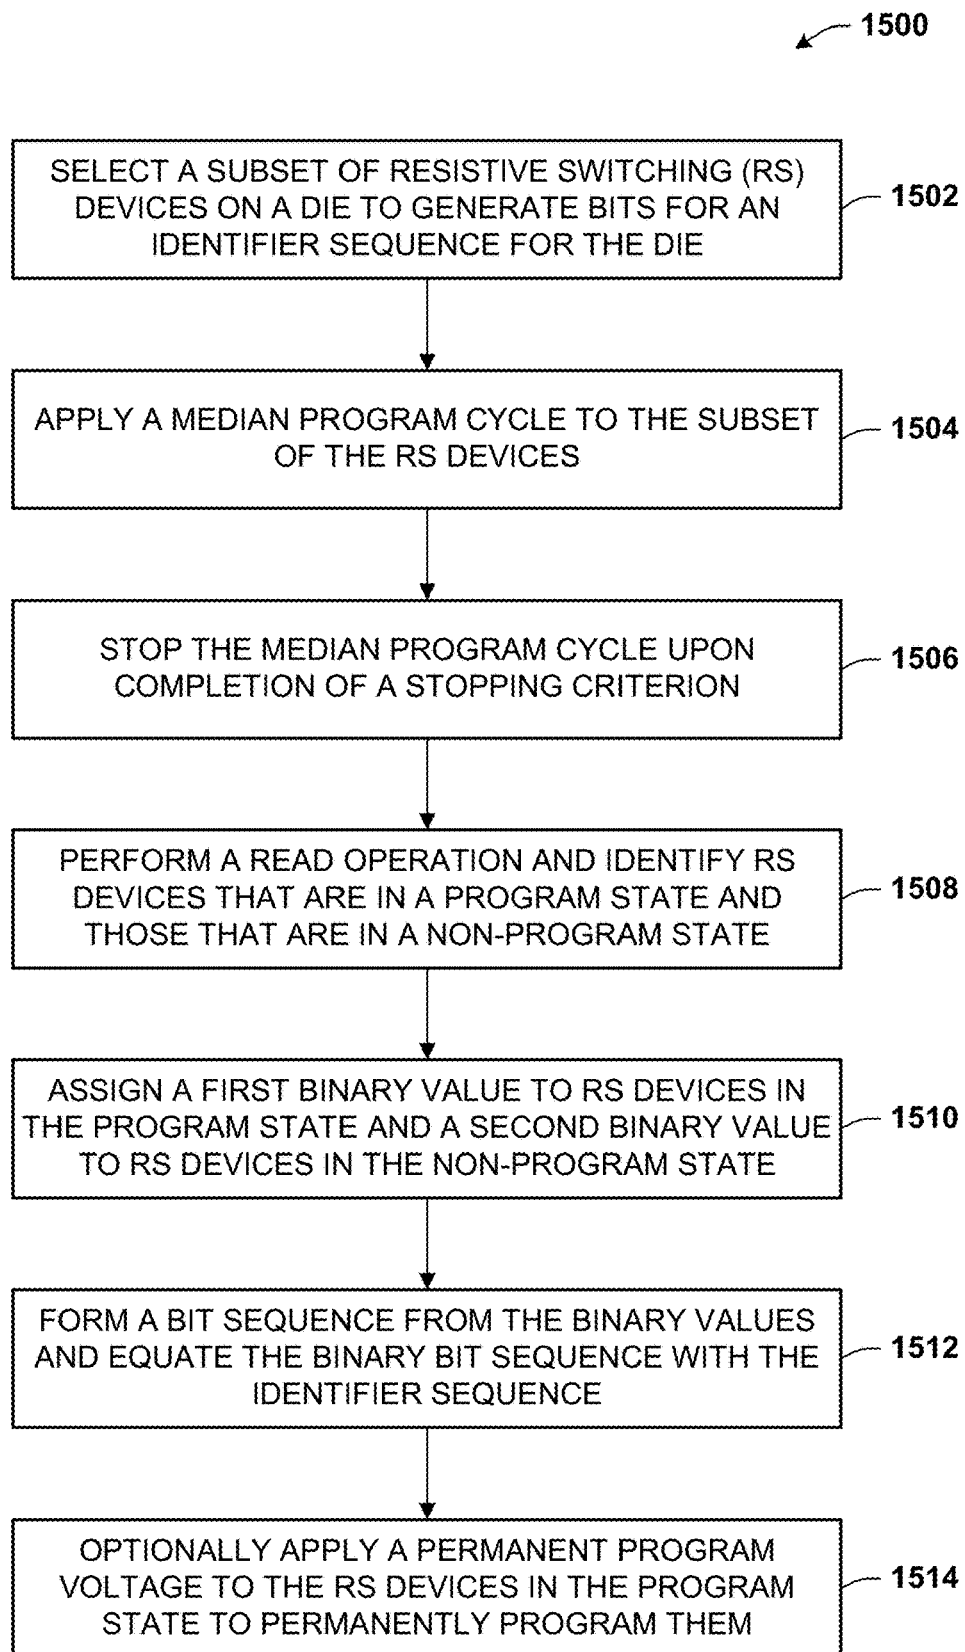 1500
SELECT A SUBSET OF RESISTIVE SWITCHING (RS)
DEVICES ON A DIE TO GENERATE BITS FOR AN
IDENTIFIER SEQUENCE FOR THE DIE
1502
APPLY A MEDIAN PROGRAM CYCLE TO THE SUBSET
OF THE RS DEVICES
1504
STOP THE MEDIAN PROGRAM CYCLE UPON
COMPLETION OF A STOPPING CRITERION
1506
PERFORM A READ OPERATION AND IDENTIFY RS
DEVICES THAT ARE IN A PROGRAM STATE AND
THOSE THAT ARE IN A NON-PROGRAM STATE
1508
ASSIGN A FIRST BINARY VALUE TO RS DEVICES IN
THE PROGRAM STATE AND A SECOND BINARY VALUE
TO RS DEVICES IN THE NON-PROGRAM STATE
1510
FORM A BIT SEQUENCE FROM THE BINARY VALUES
AND EQUATE THE BINARY BIT SEQUENCE WITH THE
IDENTIFIER SEQUENCE
1512
OPTIONALLY APPLY A PERMANENT PROGRAM
VOLTAGE TO THE RS DEVICES IN THE PROGRAM
STATE TO PERMANENTLY PROGRAM THEM
1514